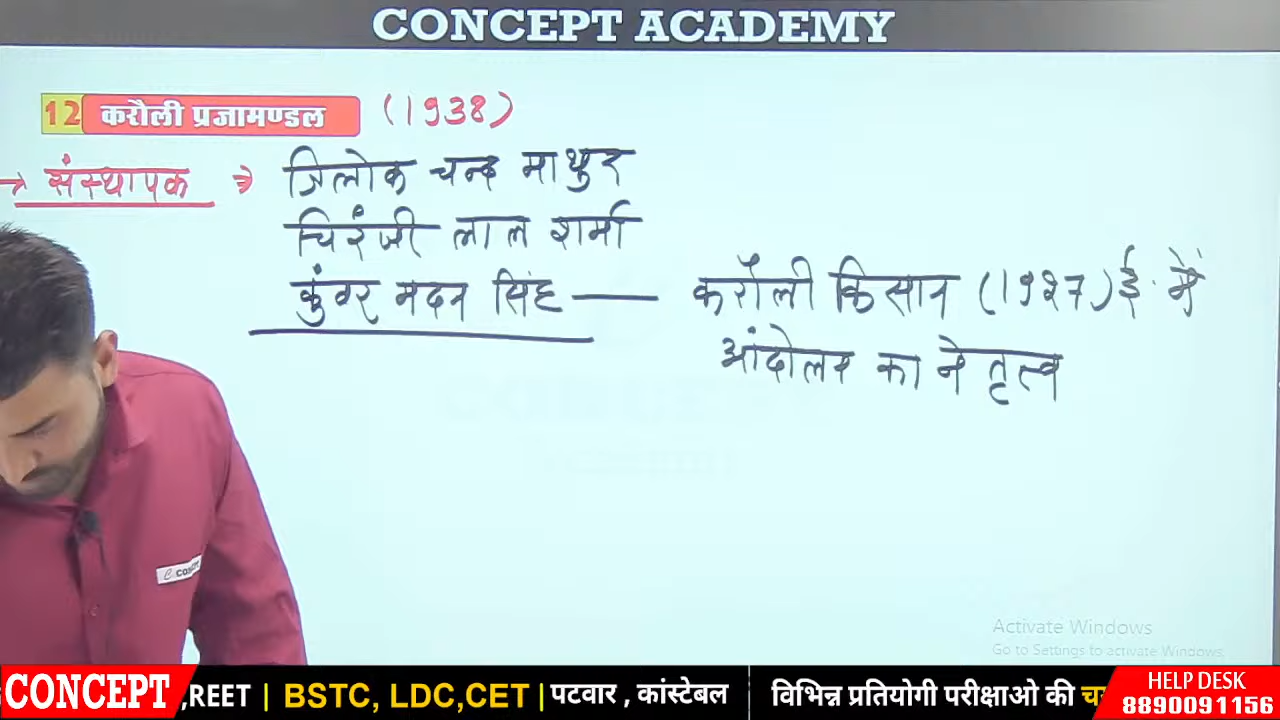 CONCEPT ACADEMY
12 करौली प्रजामण्डल (1938)
→ संस्थापक → त्रिलोक चन्द माथुर
चिरंजी लाल शर्मा
कुंवर मदन सिंह — करौली किसान (1927) ई. में
आंदोलन का नेतृत्व
CONCEPT
Activate Windows
Go to Settings to activate Windows.
CONCEPT ,REET | BSTC, LDC,CET | पटवार , कांस्टेबल
विभिन्न प्रतियोगी परीक्षाओ की
HELP DESK
8890091156